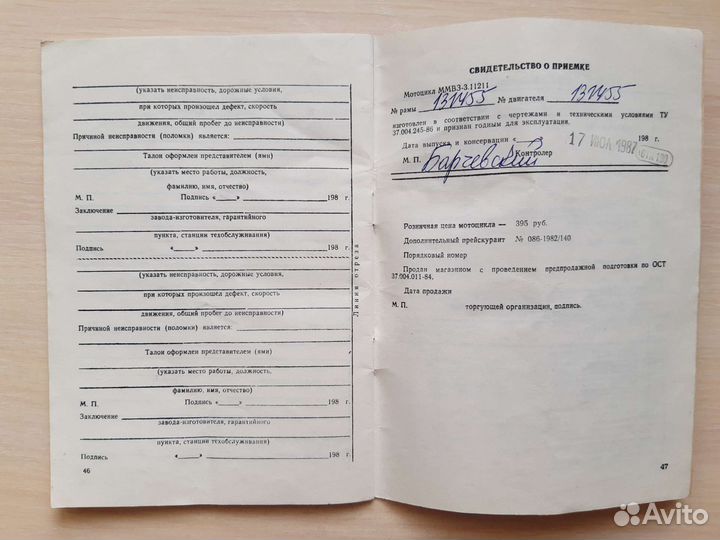 (указать неисправность, дорожные условия,
при которых произошел дефект, скорость
движения, общий пробег до неисправности)
Причиной неисправности (поломки) является:
Талон оформлен представителем (ями)
(указать место работы, должность,
фамилию, имя, отчество)
М. П. Подпись «___» 198 г.
Заключение
завода-изготовителя, гарантийного
пункта, станции техобслуживания)
Подпись «___» 198 г.
(указать неисправность, дорожные условия,
при которых произошел дефект, скорость
движения, общий пробег до неисправности)
Причиной неисправности (поломки) является:
Талон оформлен представителем (ями)
(указать место работы, должность,
фамилию, имя, отчество)
М. П. Подпись «___» 198 г.
Заключение
завода-изготовителя, гарантийного
пункта, станции техобслуживания)
Подпись «___» 198 г.
46
Линия отреза
СВИДЕТЕЛЬСТВО О ПРИЕМКЕ
Мотоцикл ММВЗ-3.11211
№ рамы 131455 № двигателя 131455
изготовлен в соответствии с чертежами и техническими условиями ТУ
37.004.245-86 и признан годным для эксплуатации.
Дата выпуска и консервации « 198 г.
17 ИЮЛ 1987
М. П. Барчевский Контролер
Розничная цена мотоцикла — 395 руб.
Дополнительный прейскурант № 086-1982/140
Порядковый номер
Продан магазином с проведением предпродажной подготовки по ОСТ
37.004.011-84.
Дата продажи
М. П. торгующей организации, подпись.
47
Avito